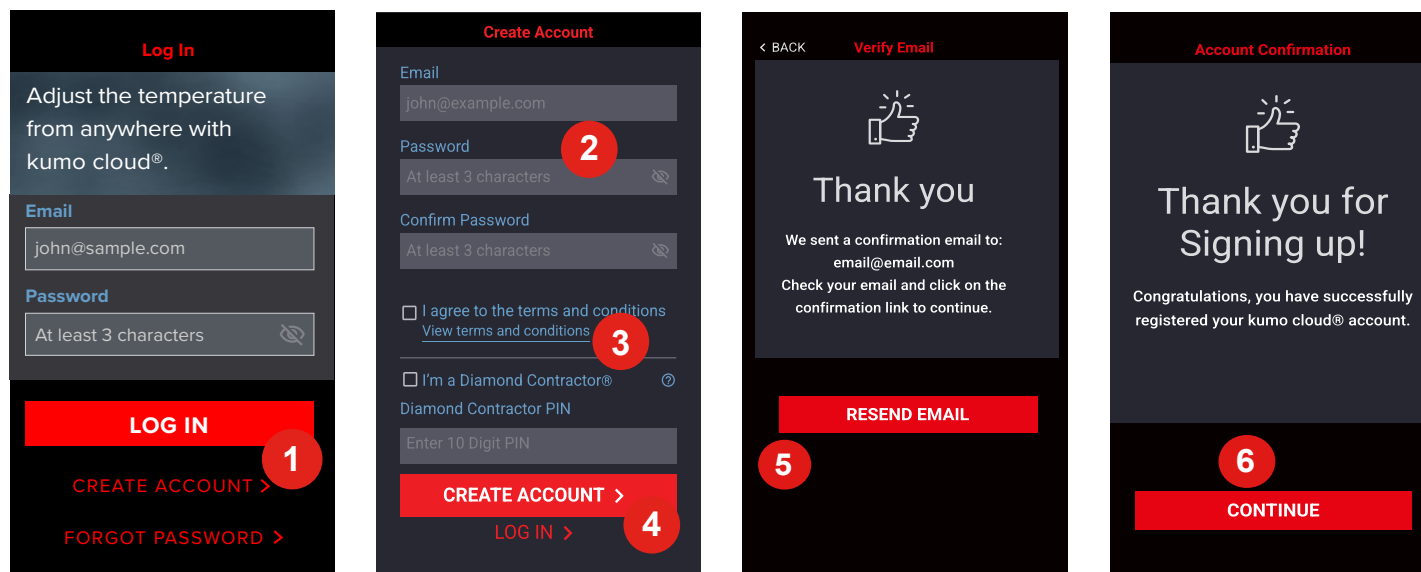 Log In
Adjust the temperature
from anywhere with
kumo cloud®.
Email
john@sample.com
Password
At least 3 characters
LOG IN
1
CREATE ACCOUNT >
FORGOT PASSWORD >
Create Account
Email
john@example.com
2
Password
At least 3 characters
Confirm Password
At least 3 characters
I agree to the terms and conditions
View terms and conditions
3
I'm a Diamond Contractor® ?
Diamond Contractor PIN
Enter 10 Digit PIN
CREATE ACCOUNT >
4
LOG IN >
< BACK Verify Email
Thank you
We sent a confirmation email to:
email@email.com
Check your email and click on the
confirmation link to continue.
RESEND EMAIL
5
Account Confirmation
Thank you for
Signing up!
Congratulations, you have successfully
registered your kumo cloud® account.
6
CONTINUE